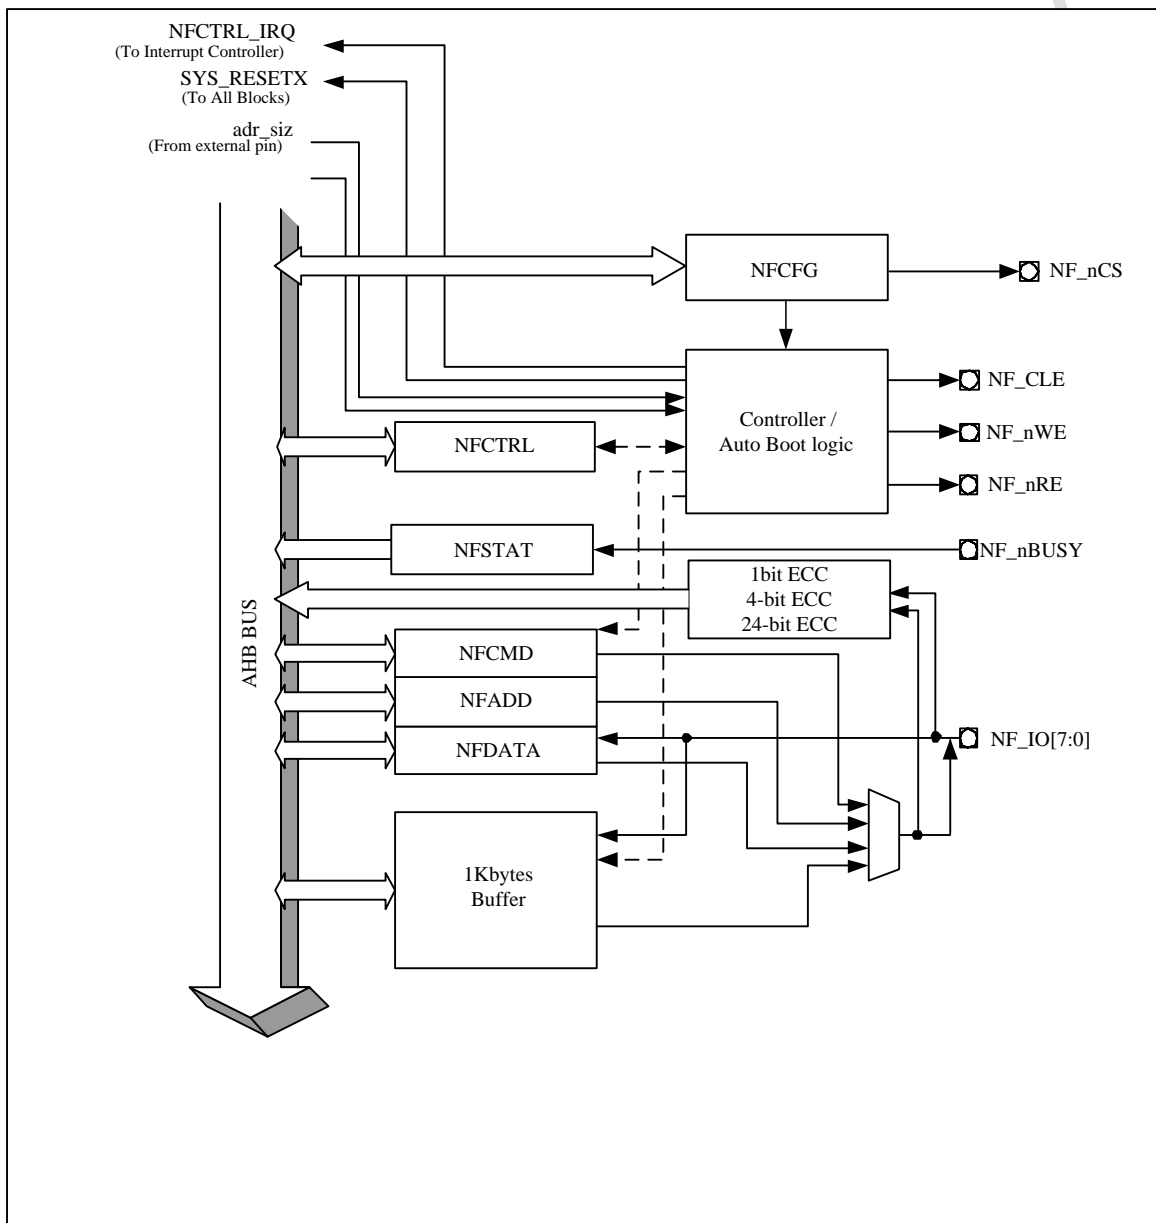 NFCTRL_IRQ
(To Interrupt Controller)
SYS_RESETX
(To All Blocks)
adr_siz
(From external pin)
NFCFG
NF_nCS
Controller /
Auto Boot logic
NF_CLE
NF_nWE
NF_nRE
NFCTRL
NFSTAT
NF_nBUSY
1bit ECC
4-bit ECC
24-bit ECC
AHB BUS
NFCMD
NFADD
NFDATA
NF_IO[7:0]
1Kbytes
Buffer